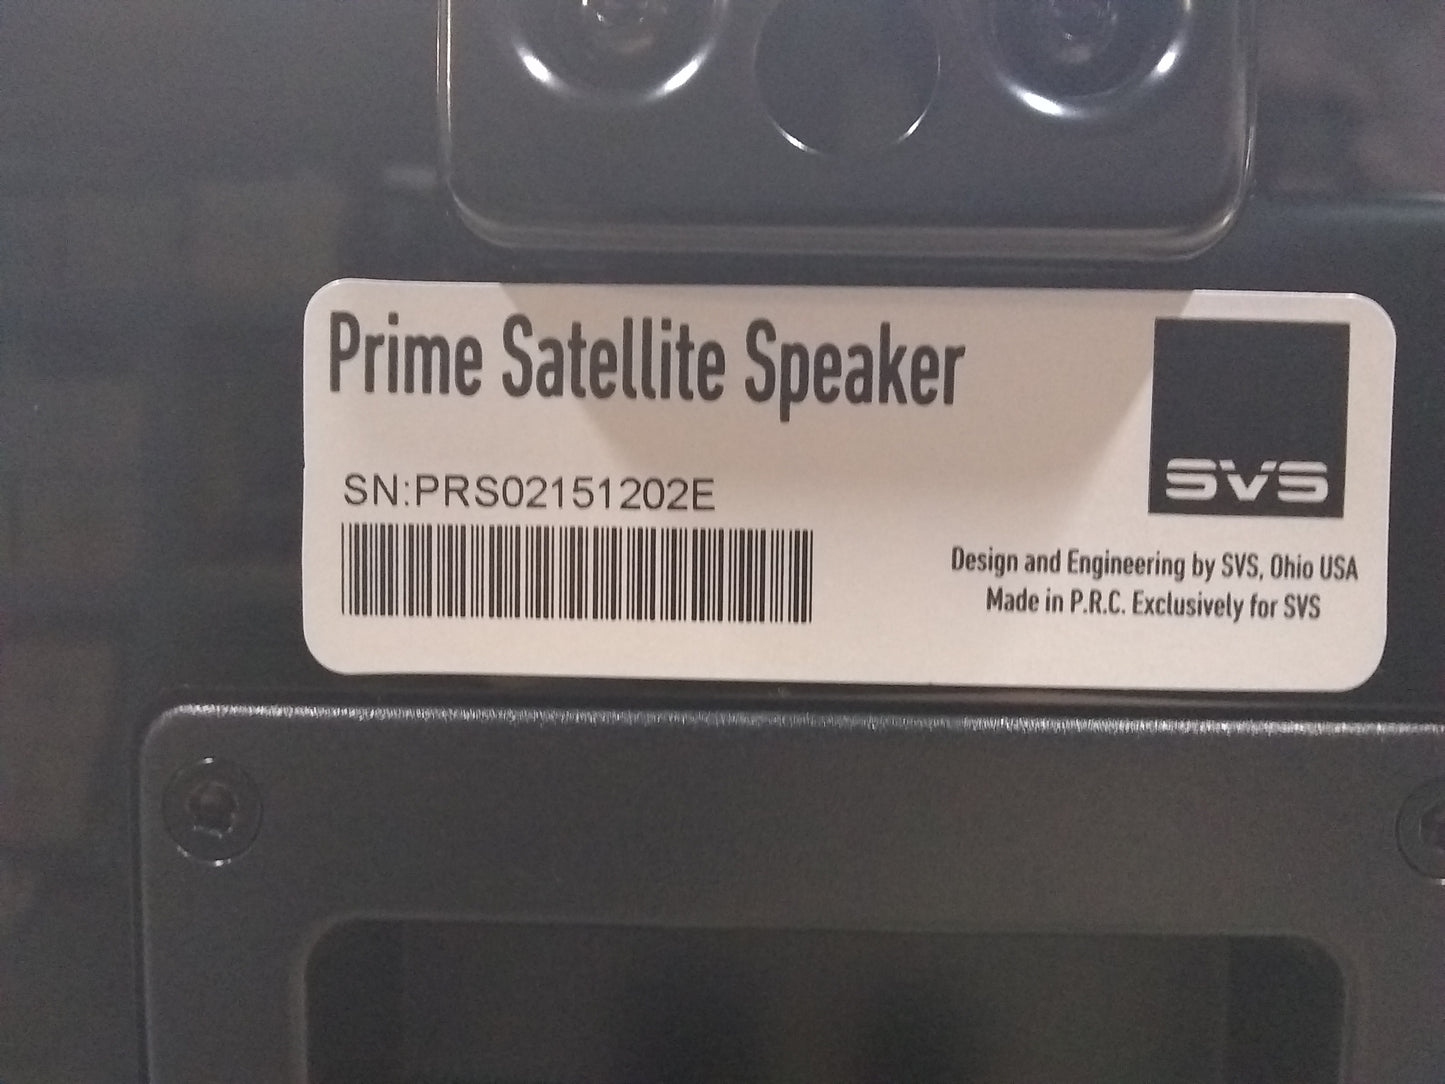 Prime Satellite Speaker
SVS
SN:PRS02151202E
Design and Engineering by SVS, Ohio USA
Made in P.R.C. Exclusively for SVS